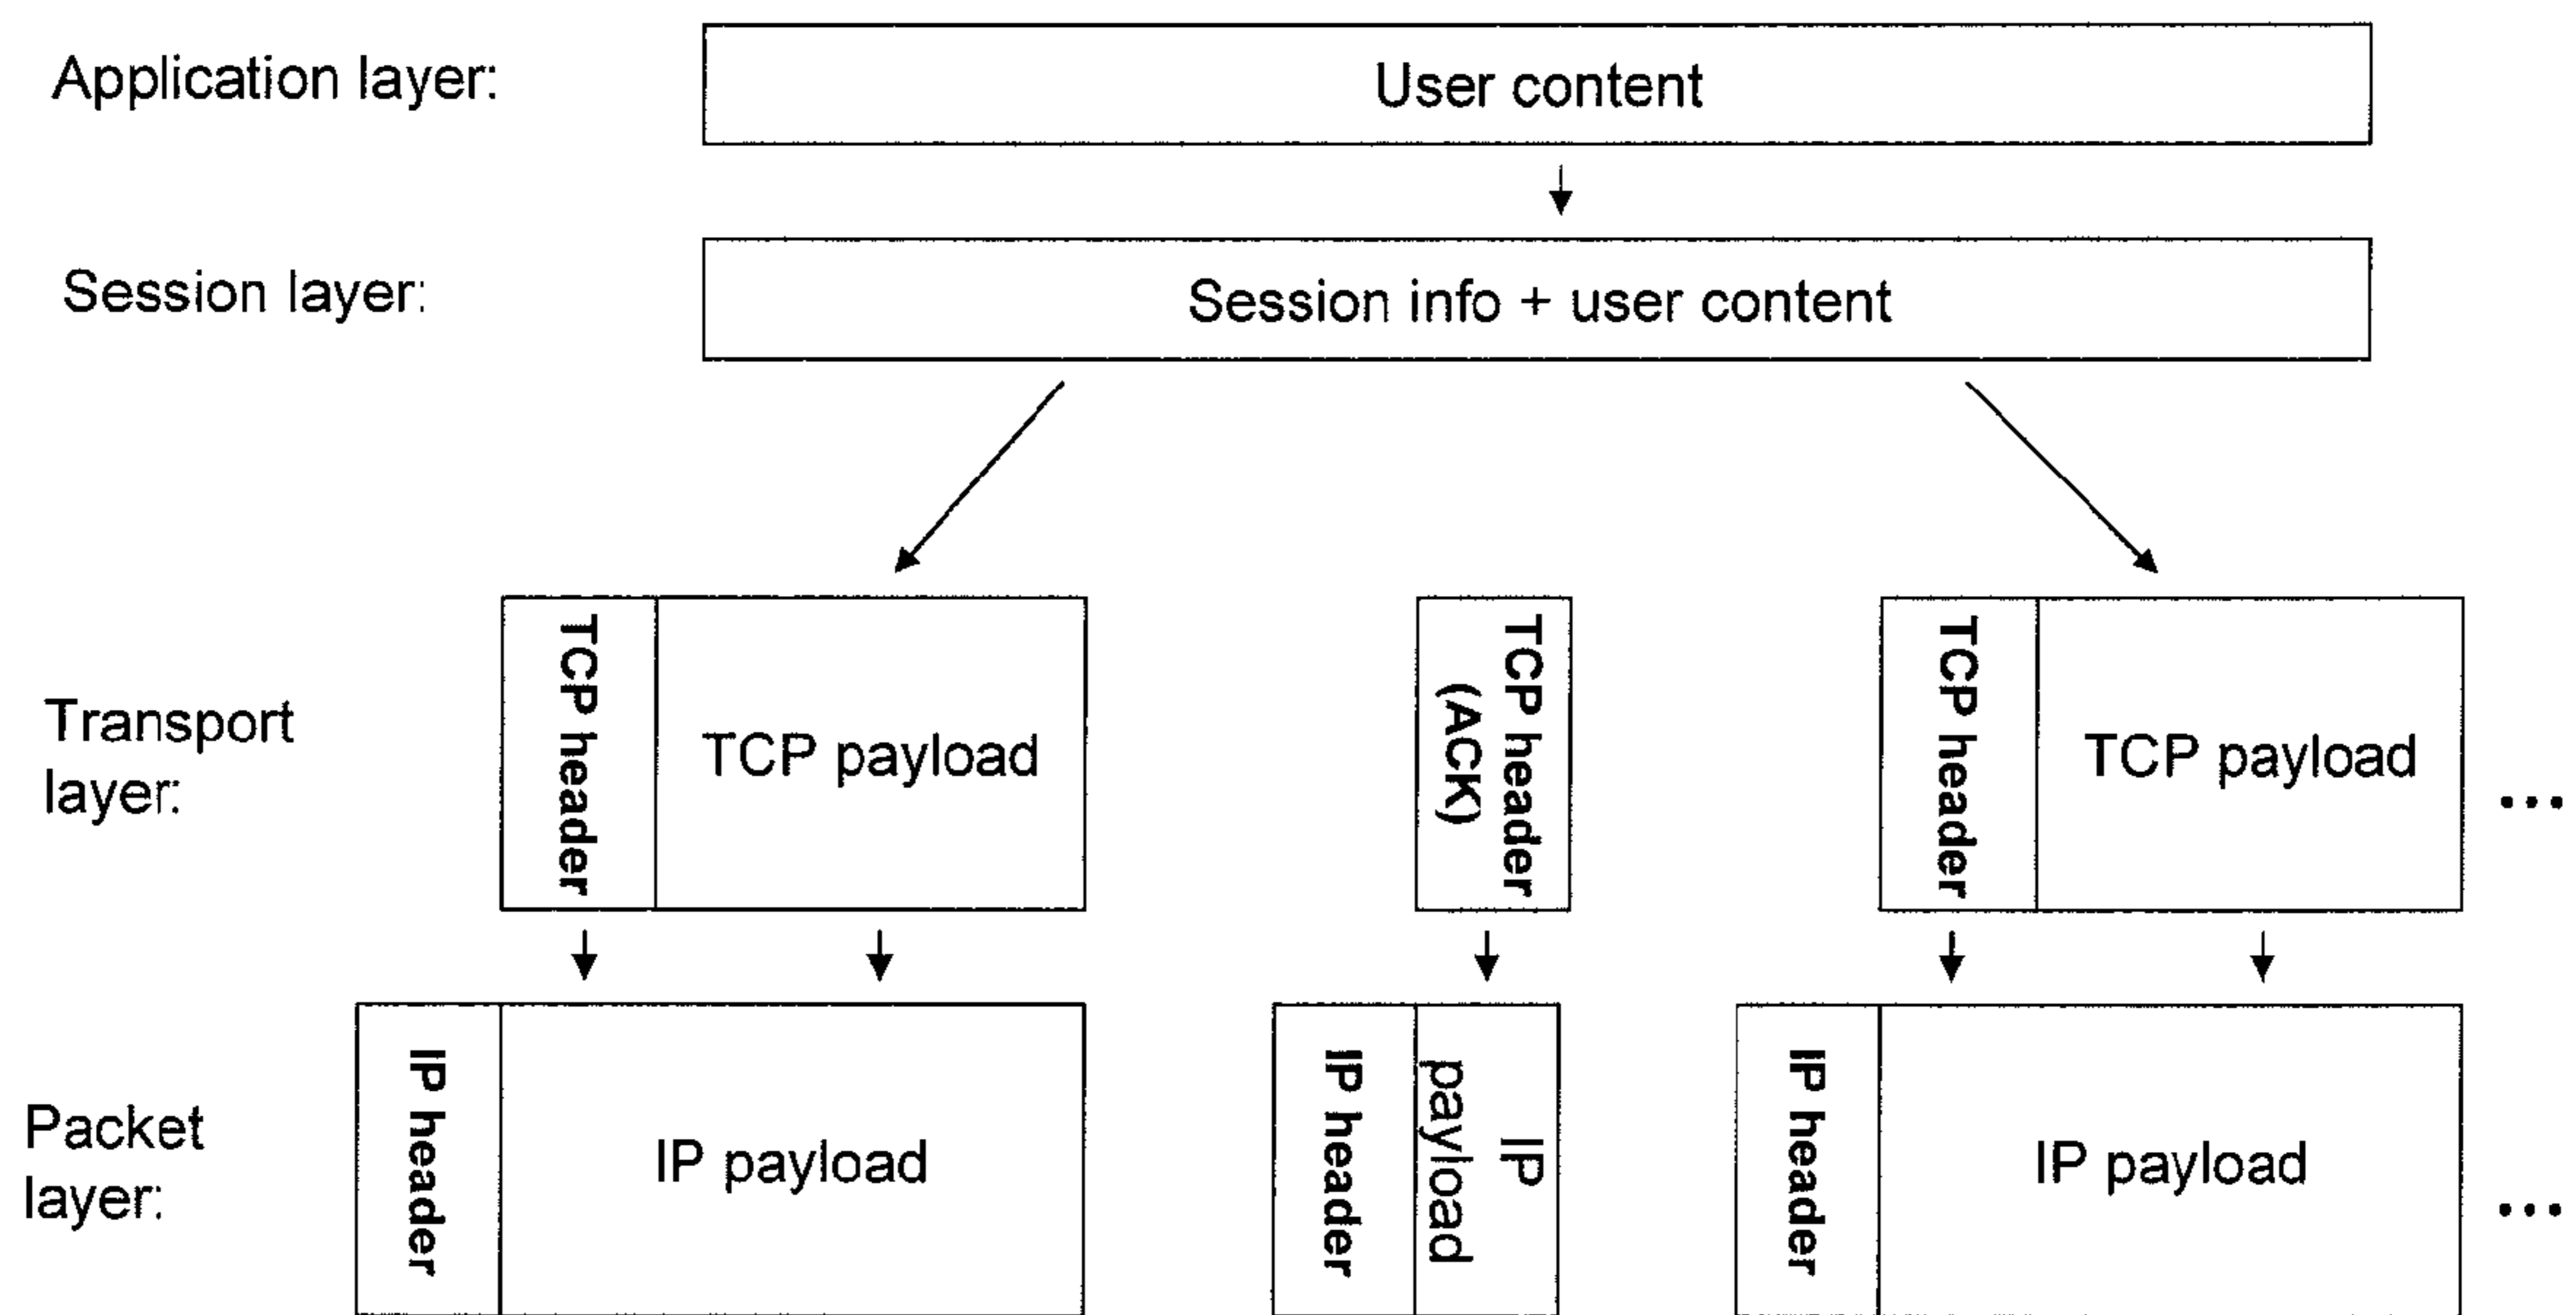 Application layer:
User content
Session layer:
Session info + user content
Transport
layer:
TCP header
TCP payload
TCP header
(ACK)
TCP header
TCP payload
...
Packet
layer:
IP header
IP payload
IP header
IP
payload
IP header
IP payload
...